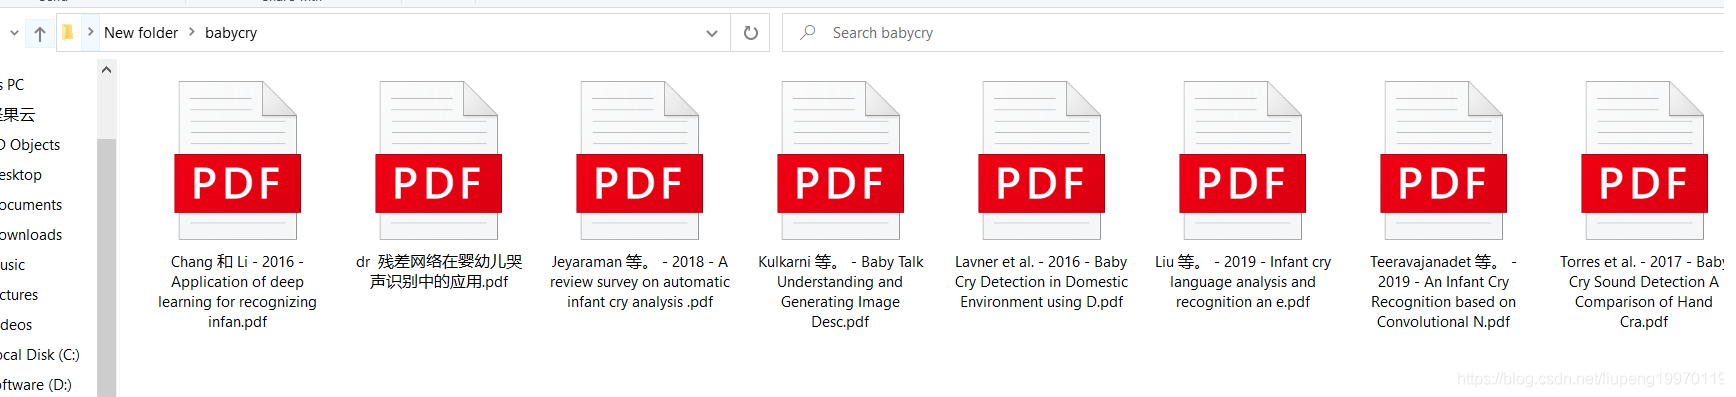 New folder > babycry
Search babycry
s PC
果云
D Objects
esktop
ocuments
ownloads
usic
ctures
deos
ocal Disk (C:)
oftware (D:)
PDF
PDF
PDF
PDF
PDF
PDF
PDF
PDF
Chang 和 Li - 2016 -
Application of deep
learning for recognizing
infan.pdf
dr 残差网络在婴幼儿哭
声识别中的应用.pdf
Jeyaraman 等。 - 2018 - A
review survey on automatic
infant cry analysis .pdf
Kulkarni 等。 - Baby Talk
Understanding and
Generating Image
Desc.pdf
Lavner et al. - 2016 - Baby
Cry Detection in Domestic
Environment using D.pdf
Liu 等。 - 2019 - Infant cry
language analysis and
recognition an e.pdf
Teeravajanadet 等。 -
2019 - An Infant Cry
Recognition based on
Convolutional N.pdf
Torres et al. - 2017 - Baby
Cry Sound Detection A
Comparison of Hand
Cra.pdf
https://blog.csdn.net/liupeng19970119